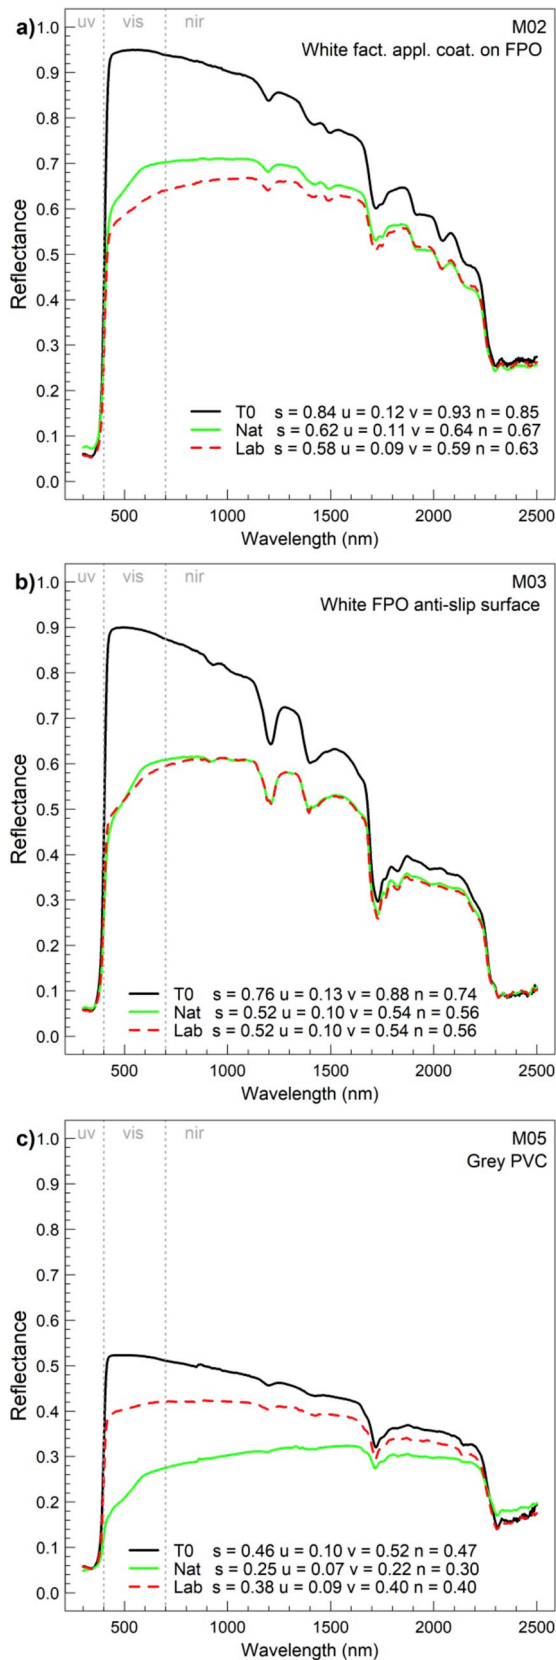 a)
uv vis nir
M02
White fact. appl. coat. on FPO
1.0
0.9
0.8
0.7
0.6
0.5
0.4
0.3
0.2
0.1
0.0
Reflectance
T0 s = 0.84 u = 0.12 v = 0.93 n = 0.85
Nat s = 0.62 u = 0.11 v = 0.64 n = 0.67
Lab s = 0.58 u = 0.09 v = 0.59 n = 0.63
500 1000 1500 2000 2500
Wavelength (nm)
b)
uv vis nir
M03
White FPO anti-slip surface
1.0
0.9
0.8
0.7
0.6
0.5
0.4
0.3
0.2
0.1
0.0
Reflectance
T0 s = 0.76 u = 0.13 v = 0.88 n = 0.74
Nat s = 0.52 u = 0.10 v = 0.54 n = 0.56
Lab s = 0.52 u = 0.10 v = 0.54 n = 0.56
500 1000 1500 2000 2500
Wavelength (nm)
c)
uv vis nir
M05
Grey PVC
1.0
0.9
0.8
0.7
0.6
0.5
0.4
0.3
0.2
0.1
0.0
Reflectance
T0 s = 0.46 u = 0.10 v = 0.52 n = 0.47
Nat s = 0.25 u = 0.07 v = 0.22 n = 0.30
Lab s = 0.38 u = 0.09 v = 0.40 n = 0.40
500 1000 1500 2000 2500
Wavelength (nm)